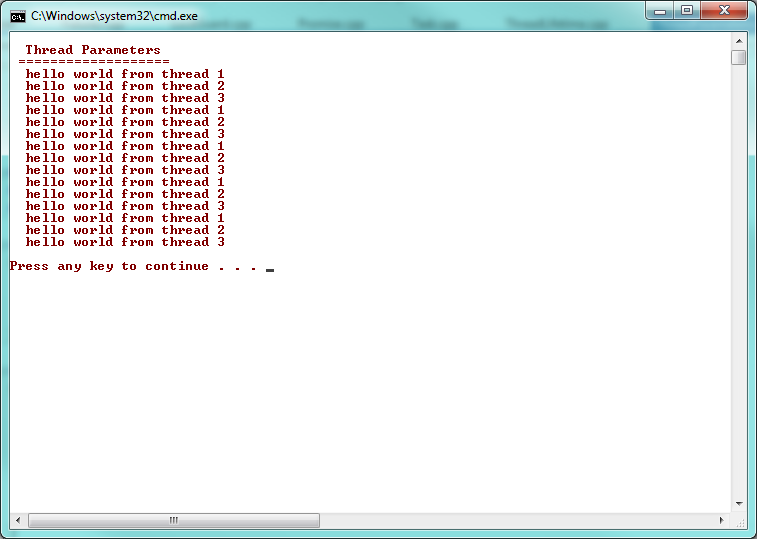 C:\Windows\system32\cmd.exe
Thread Parameters
===================
hello world from thread 1
hello world from thread 2
hello world from thread 3
hello world from thread 1
hello world from thread 2
hello world from thread 3
hello world from thread 1
hello world from thread 2
hello world from thread 3
hello world from thread 1
hello world from thread 2
hello world from thread 3
hello world from thread 1
hello world from thread 2
hello world from thread 3
Press any key to continue . . .